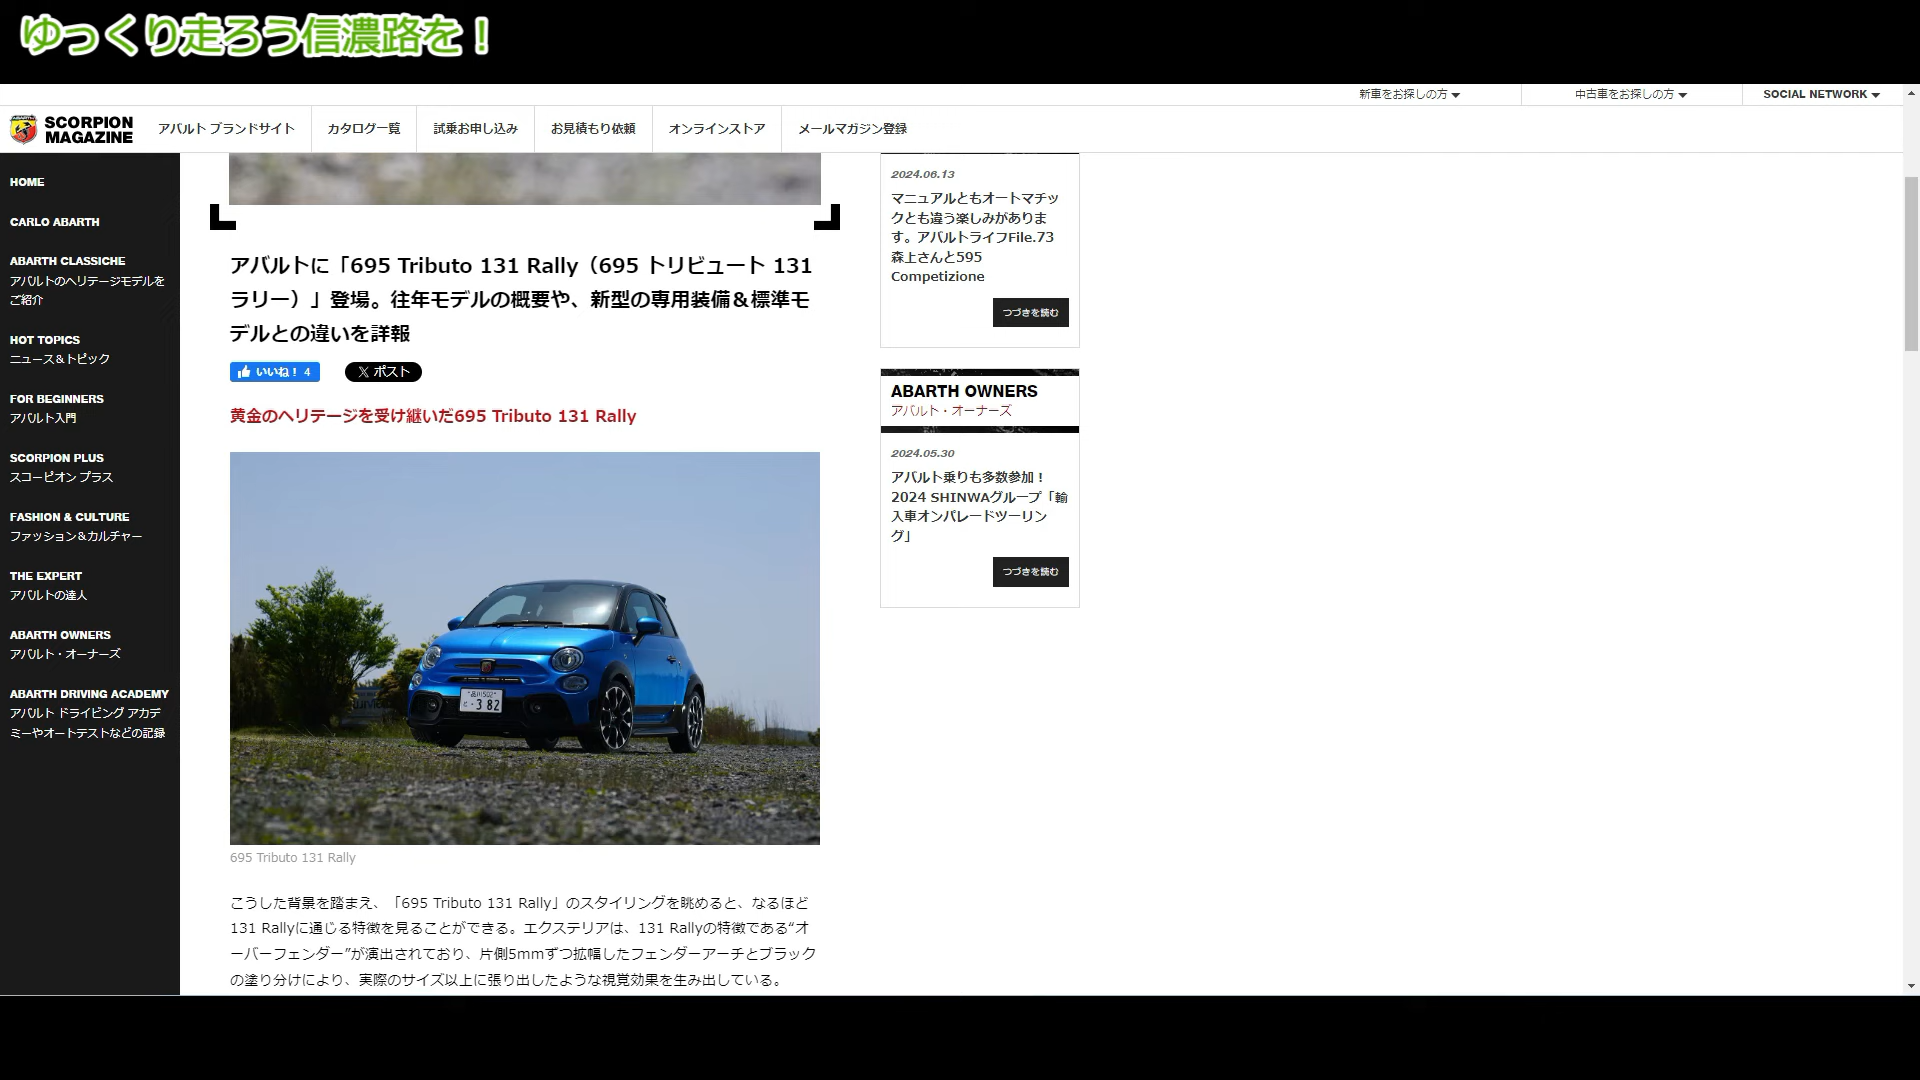 ゆっくり走ろう信濃路を！
新車をお探しの方
中古車をお探しの方
SOCIAL NETWORK
SCORPION
MAGAZINE
アバルト ブランドサイト
カタログ一覧
試乗お申し込み
お見積もり依頼
オンラインストア
メールマガジン登録
HOME
CARLO ABARTH
ABARTH CLASSICHE
アバルトのヘリテージモデルを
ご紹介
HOT TOPICS
ニュース＆トピック
FOR BEGINNERS
アバルト入門
SCORPION PLUS
スコーピオン プラス
FASHION & CULTURE
ファッション＆カルチャー
THE EXPERT
アバルトの達人
ABARTH OWNERS
アバルト・オーナーズ
ABARTH DRIVING ACADEMY
アバルト ドライビング アカデ
ミーやオートテストなどの記録
アバルトに「695 Tributo 131 Rally（695 トリビュート 131
ラリー）」登場。往年モデルの概要や、新型の専用装備＆標準モ
デルとの違いを詳報
いいね！ 4
ポスト
黄金のヘリテージを受け継いだ695 Tributo 131 Rally
品川502
と・3 82
695 Tributo 131 Rally
こうした背景を踏まえ、「695 Tributo 131 Rally」のスタイリングを眺めると、なるほど
131 Rallyに通じる特徴を見ることができる。エクステリアは、131 Rallyの特徴である“オ
ーバーフェンダー”が演出されており、片側5mmずつ拡幅したフェンダーアーチとブラック
の塗り分けにより、実際のサイズ以上に張り出したような視覚効果を生み出している。
2024.06.13
マニュアルともオートマチッ
クとも違う楽しみがありま
す。アバルトライフFile.73
森上さんと595
Competizione
つづきを読む
ABARTH OWNERS
アバルト・オーナーズ
2024.05.30
アバルト乗りも多数参加！
2024 SHINWAグループ「輸
入車オンパレードツーリン
グ」
つづきを読む